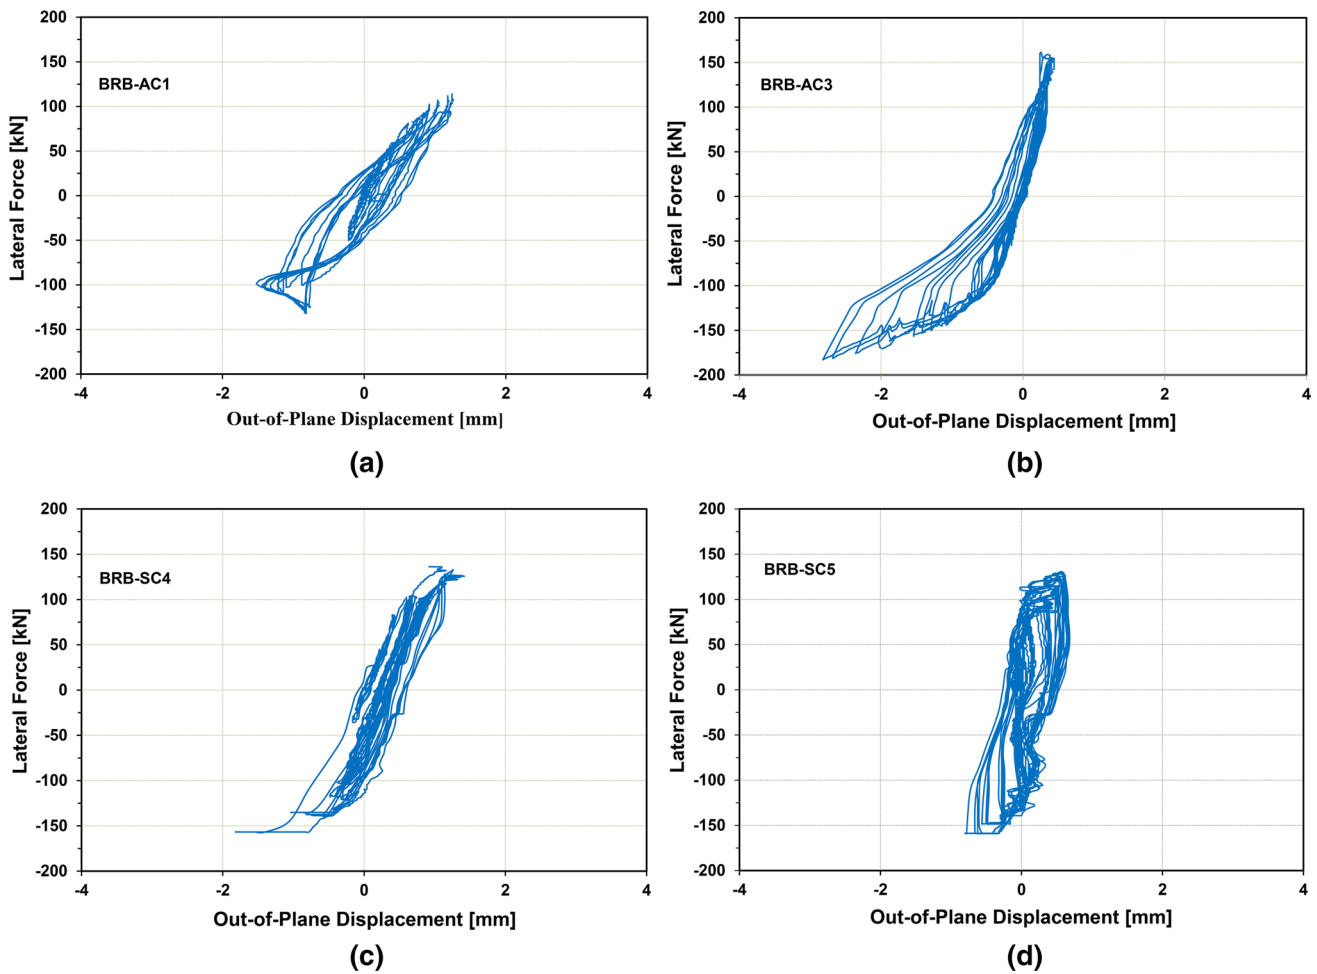 200
150
100
50
0
-50
-100
-150
-200
Lateral Force [kN]
BRB-AC1
-4 -2 0 2 4
Out-of-Plane Displacement [mm]
(a)
200
150
100
50
0
-50
-100
-150
-200
Lateral Force [kN]
BRB-AC3
-4 -2 0 2 4
Out-of-Plane Displacement [mm]
(b)
200
150
100
50
0
-50
-100
-150
-200
Lateral Force [kN]
BRB-SC4
-4 -2 0 2 4
Out-of-Plane Displacement [mm]
(c)
200
150
100
50
0
-50
-100
-150
-200
Lateral Force [kN]
BRB-SC5
-4 -2 0 2 4
Out-of-Plane Displacement [mm]
(d)